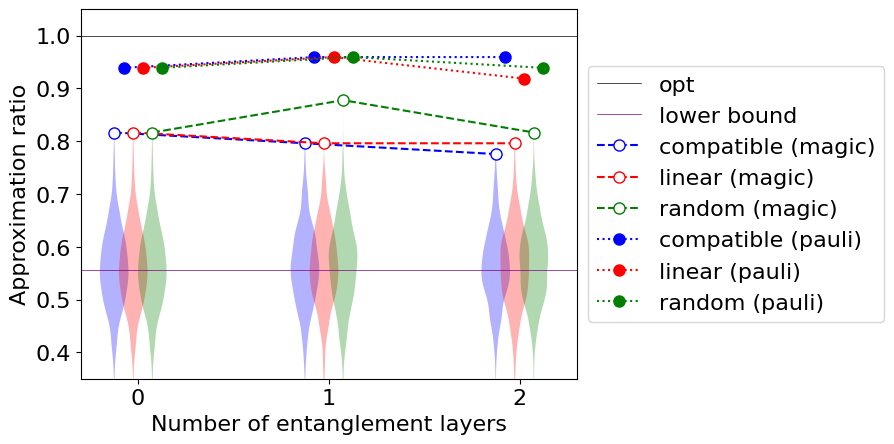 1.0
0.9
0.8
0.7
0.6
0.5
0.4
Approximation ratio
0 1 2
Number of entanglement layers
opt
lower bound
compatible (magic)
linear (magic)
random (magic)
compatible (pauli)
linear (pauli)
random (pauli)